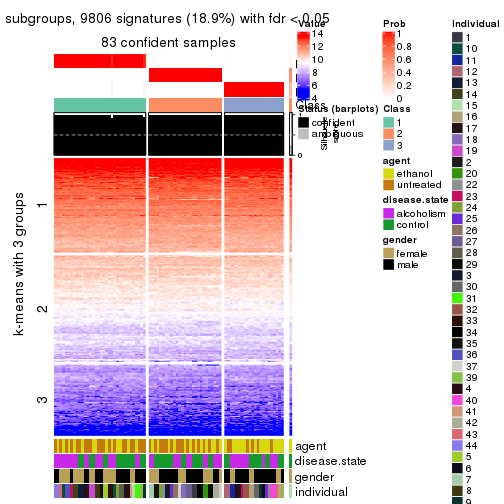 subgroups, 9806 signatures (18.9%) with fdr < 0.05
83 confident samples
k-means with 3 groups
1
2
3
Class
agent
disease.state
gender
individual
Value
14
12
10
8
6
4
Status (barplots)
confident
ambiguous
Prob
1
0.8
0.6
0.4
0.2
0
Class
1
2
3
agent
ethanol
untreated
disease.state
alcoholism
control
gender
female
male
individual
1
10
11
12
13
14
15
16
17
18
19
2
20
22
23
24
25
26
27
28
29
3
30
31
32
33
34
35
36
37
39
4
40
41
42
43
44
5
6
7
8